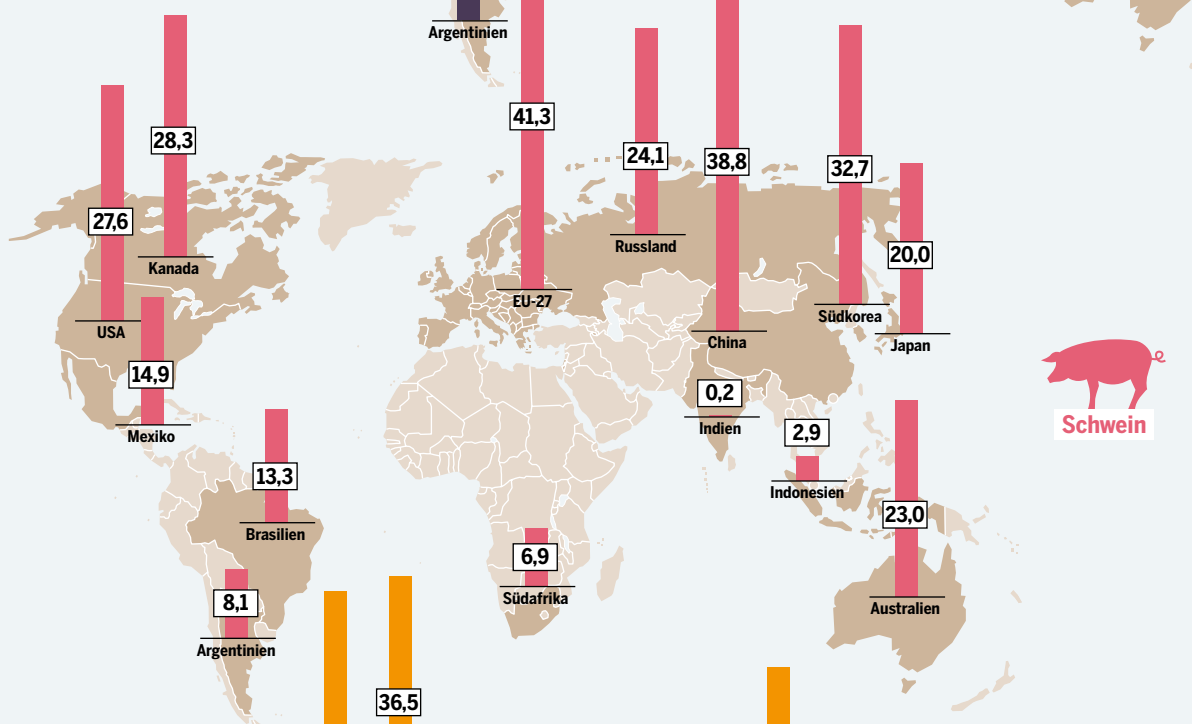 Argentinien
41,3
28,3
24,1
38,8
32,7
27,6
20,0
Russland
Kanada
EU-27
Südkorea
USA
China
Japan
14,9
0,2
Schwein
Indien
Mexiko
2,9
13,3
Indonesien
23,0
Brasilien
6,9
Südafrika
8,1
Australien
Argentinien
36,5